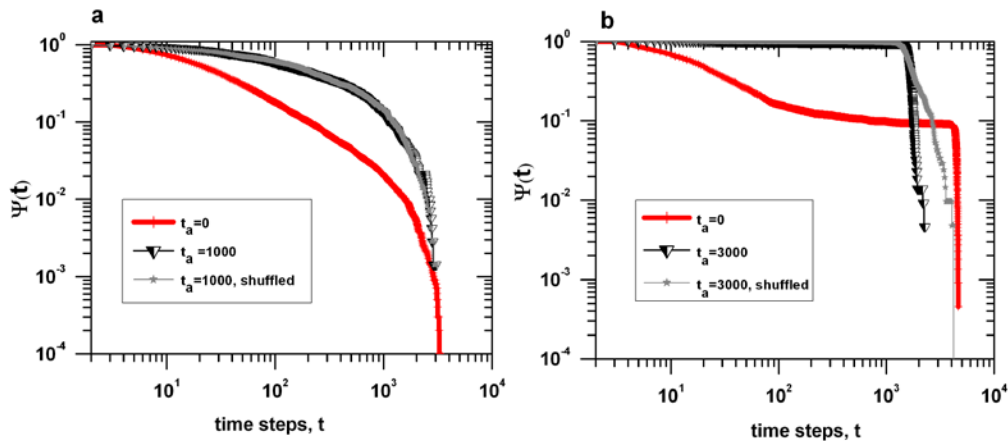 a
10^0
10^-1
10^-2
10^-3
10^-4
Ψ(t)
t_a=0
t_a=1000
t_a=1000, shuffled
10^1
10^2
10^3
10^4
time steps, t
b
10^0
10^-1
10^-2
10^-3
10^-4
Ψ(t)
t_a=0
t_a=3000
t_a=3000, shuffled
10^1
10^2
10^3
10^4
time steps, t